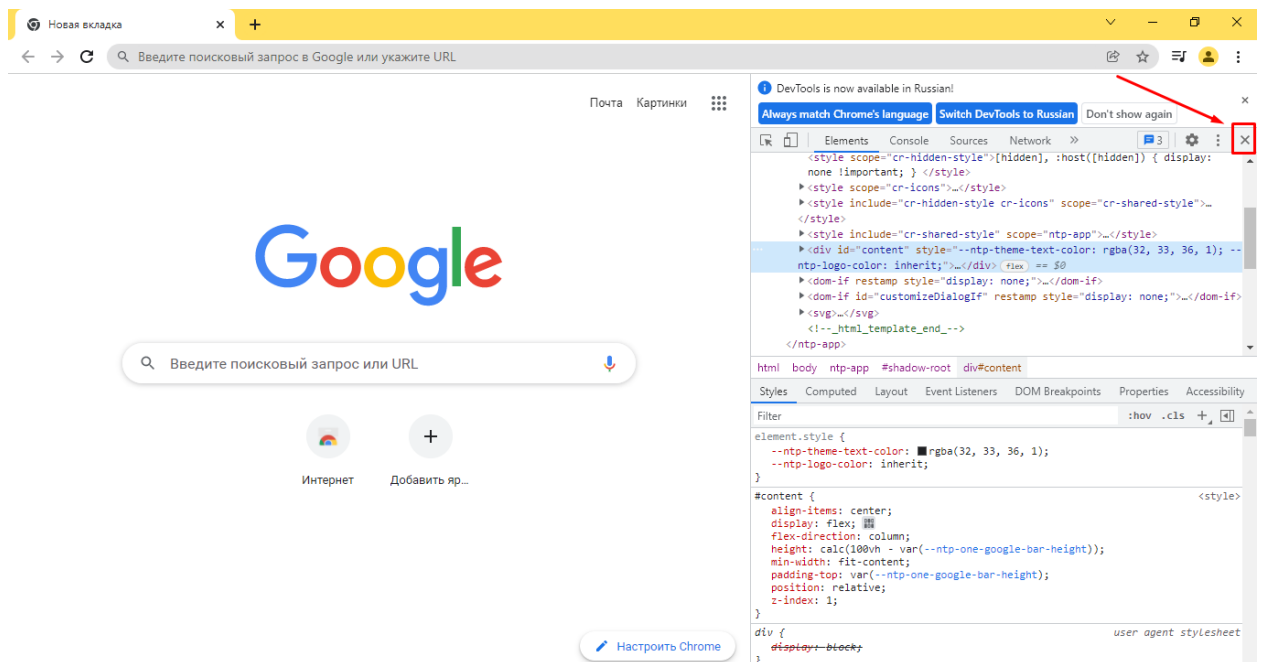 Новая вкладка
Введите поисковый запрос в Google или укажите URL
Почта Картинки
Google
Введите поисковый запрос или URL
Интернет Добавить яр...
Настроить Chrome
DevTools is now available in Russian!
Always match Chrome's language Switch DevTools to Russian Don't show again
Elements Console Sources Network » 3
<style scope="cr-hidden-style">[hidden], :host([hidden]) { display:
none !important; } </style>
<style scope="cr-icons">…</style>
<style include="cr-hidden-style cr-icons" scope="cr-shared-style">…
</style>
<style include="cr-shared-style" scope="ntp-app">…</style>
<div id="content" style="--ntp-theme-text-color: rgba(32, 33, 36, 1); --
ntp-logo-color: inherit;">…</div> flex == $0
<dom-if restamp style="display: none;">…</dom-if>
<dom-if id="customizeDialogIf" restamp style="display: none;">…</dom-if>
<svg>…</svg>
<!--_html_template_end_-->
</ntp-app>
html body ntp-app #shadow-root div#content
Styles Computed Layout Event Listeners DOM Breakpoints Properties Accessibility
Filter :hov .cls +
element.style {
--ntp-theme-text-color: rgba(32, 33, 36, 1);
--ntp-logo-color: inherit;
}
#content { <style>
align-items: center;
display: flex;
flex-direction: column;
height: calc(100vh - var(--ntp-one-google-bar-height));
min-width: fit-content;
padding-top: var(--ntp-one-google-bar-height);
position: relative;
z-index: 1;
}
div { user agent stylesheet
display: block;
}